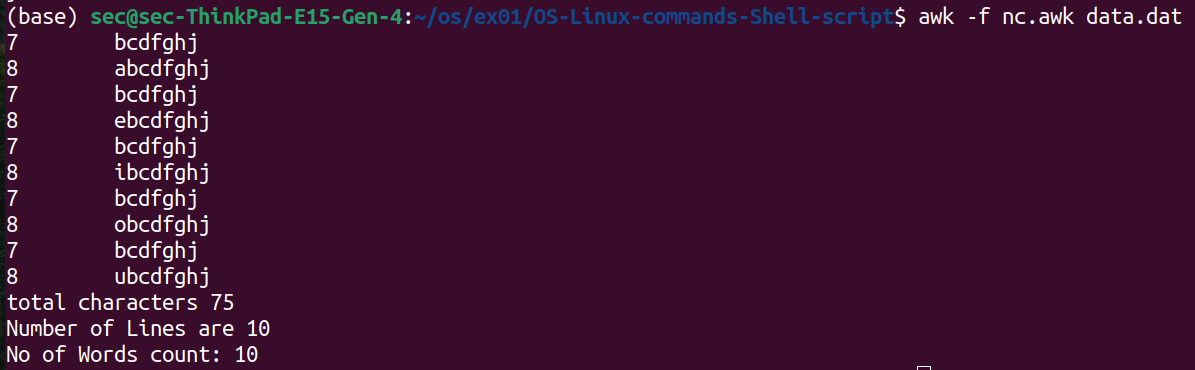 (base) sec@sec-ThinkPad-E15-Gen-4:~/os/ex01/OS-Linux-commands-Shell-script$ awk -f nc.awk data.dat
7 bcdfghj
8 abcdfghj
7 bcdfghj
8 ebcdfghj
7 bcdfghj
8 ibcdfghj
7 bcdfghj
8 obcdfghj
7 bcdfghj
8 ubcdfghj
total characters 75
Number of Lines are 10
No of Words count: 10